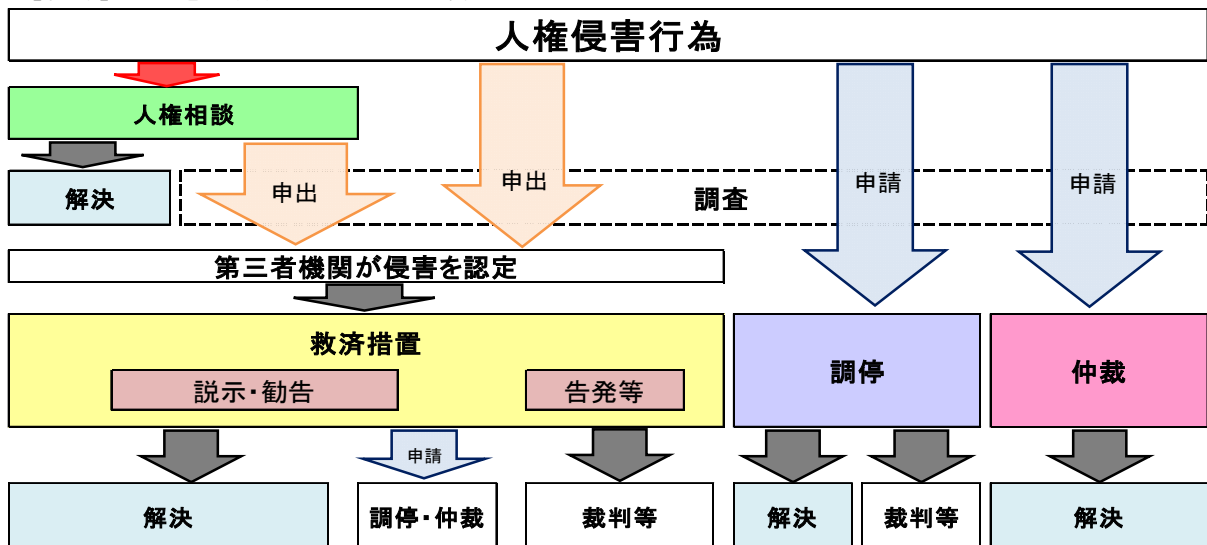 人権侵害行為
人権相談
解決
申出
申出
調査
申請
申請
第三者機関が侵害を認定
救済措置
説示・勧告
告発等
調停
仲裁
申請
解決
調停・仲裁
裁判等
解決
裁判等
解決